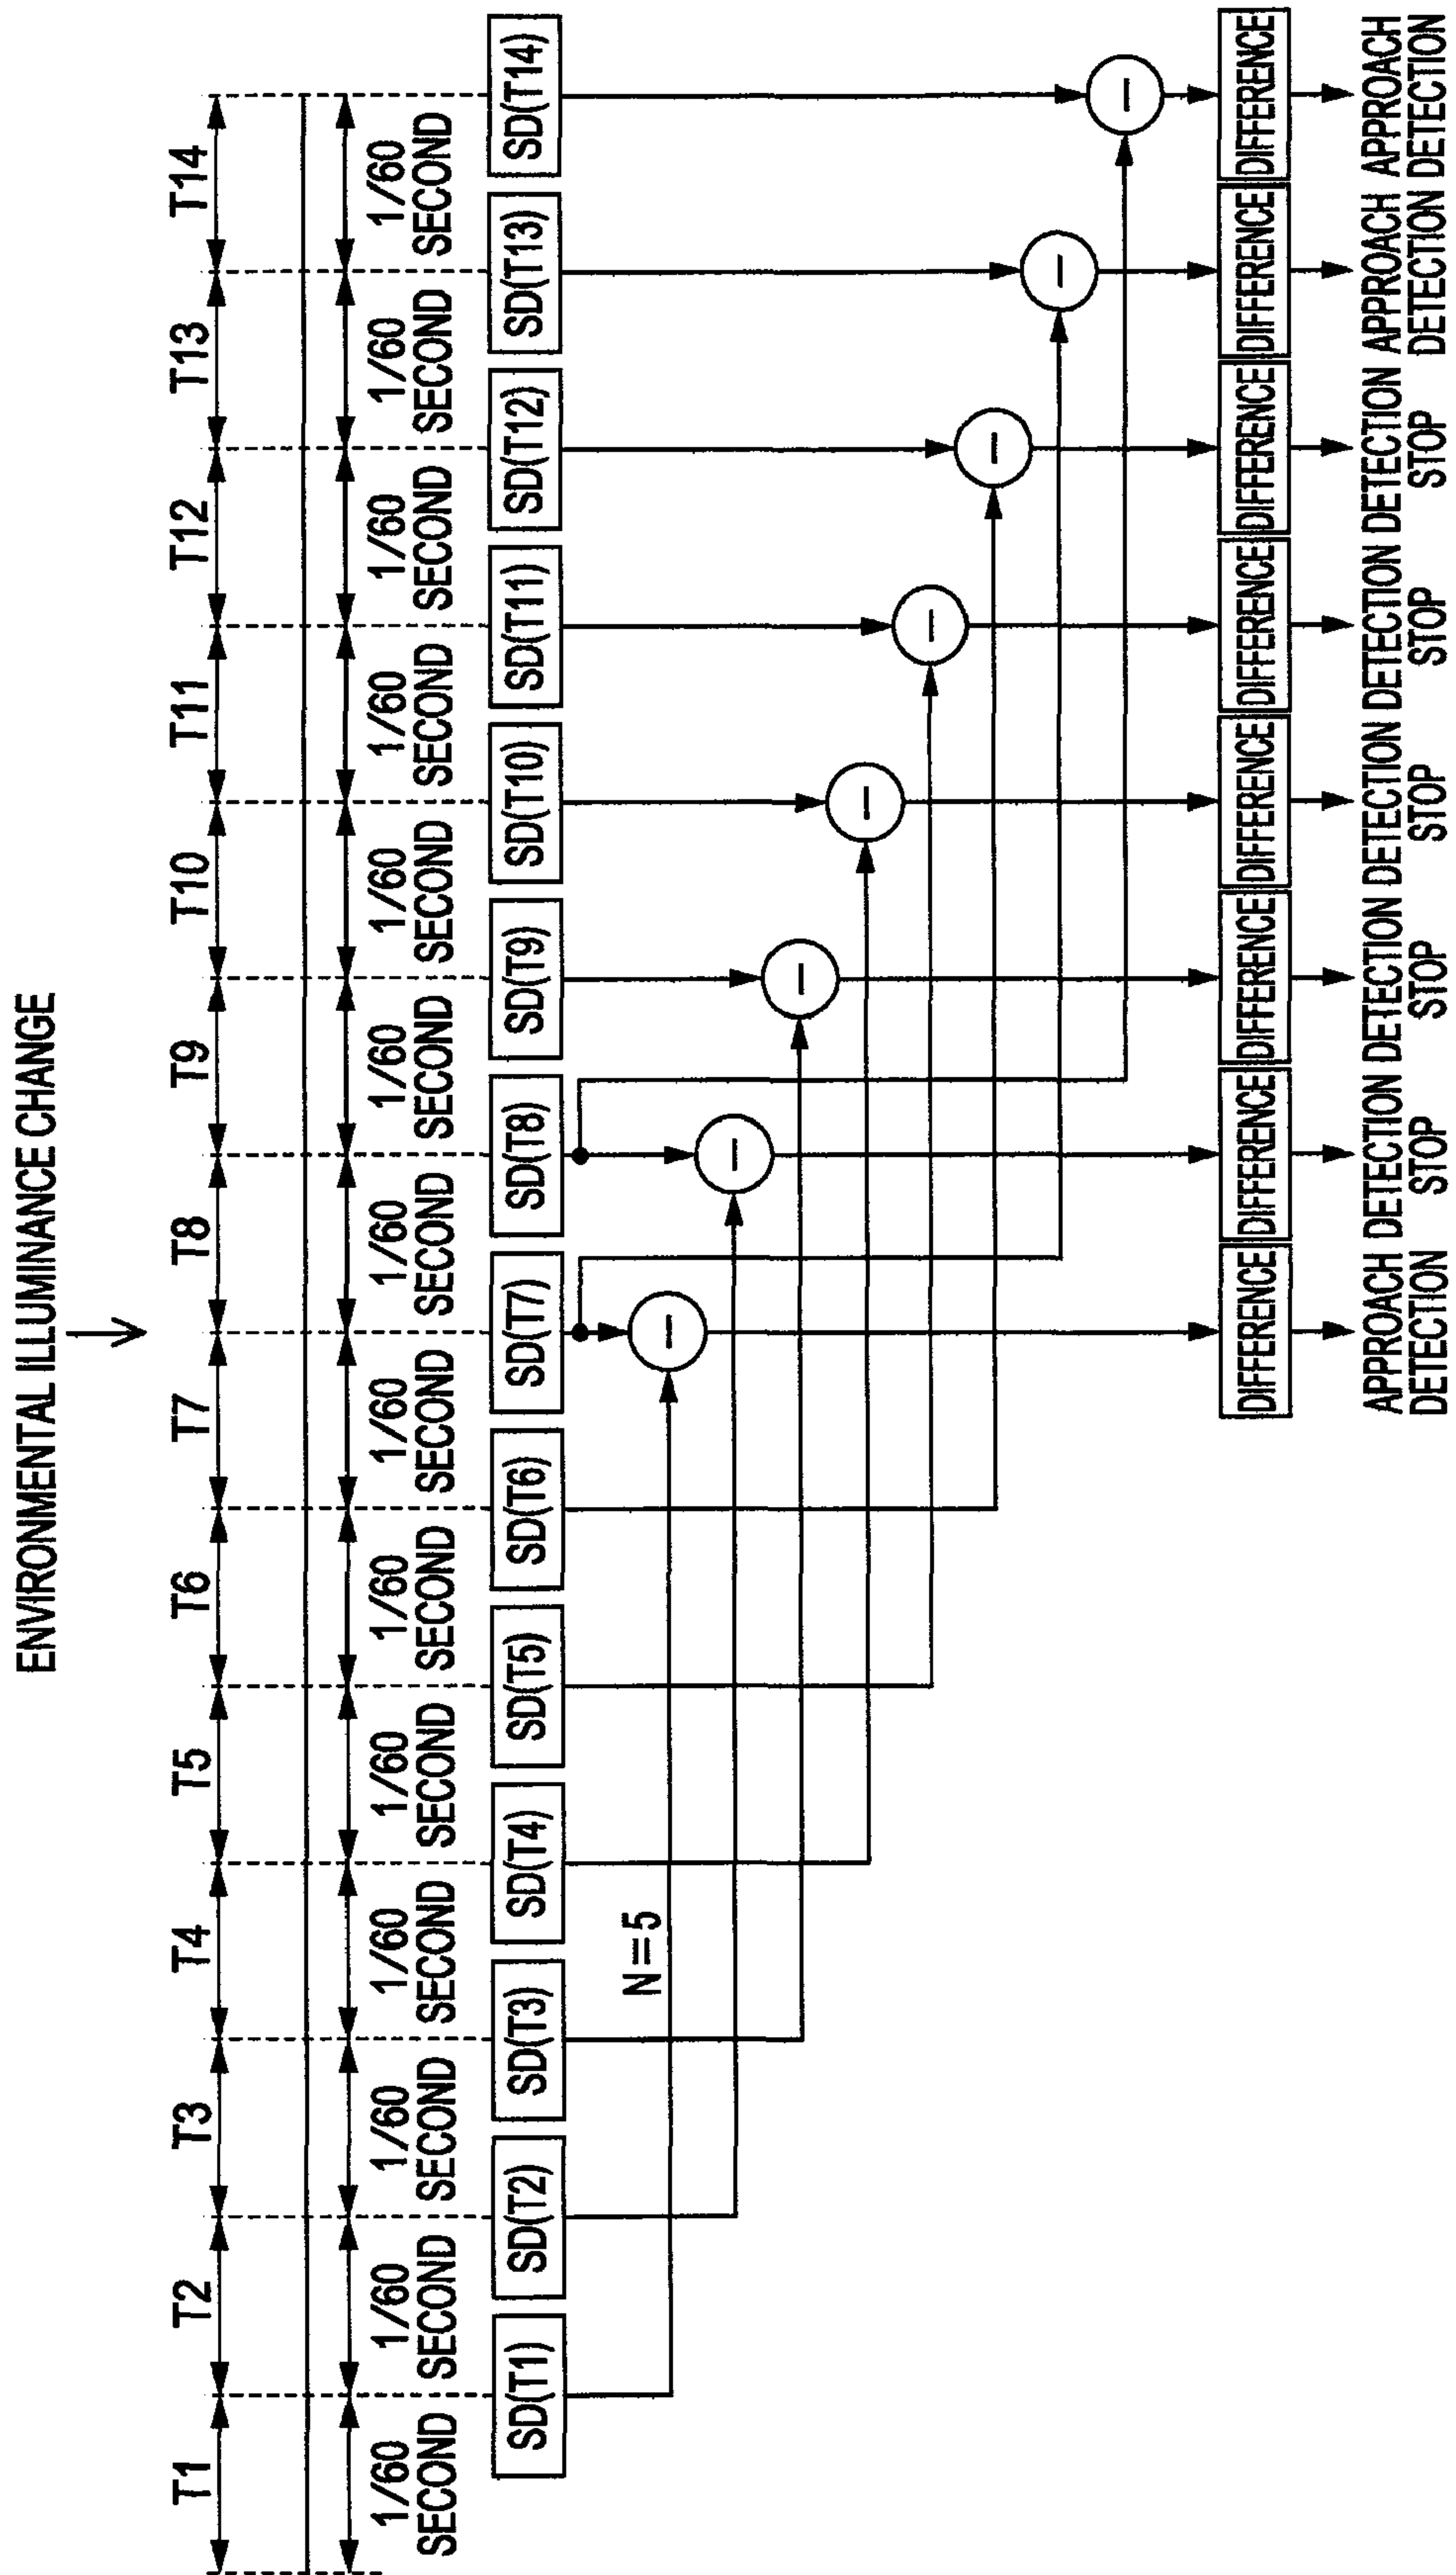 ENVIRONMENTAL ILLUMINANCE CHANGE
T1 T2 T3 T4 T5 T6 T7 T8 T9 T10 T11 T12 T13 T14
1/60 1/60 1/60 1/60 1/60 1/60 1/60 1/60 1/60 1/60 1/60 1/60 1/60 1/60
SECOND SECOND SECOND SECOND SECOND SECOND SECOND SECOND SECOND SECOND SECOND SECOND SECOND SECOND
SD(T1) SD(T2) SD(T3) SD(T4) SD(T5) SD(T6) SD(T7) SD(T8) SD(T9) SD(T10) SD(T11) SD(T12) SD(T13) SD(T14)
N=5
− − − − − − − −
DIFFERENCE DIFFERENCE DIFFERENCE DIFFERENCE DIFFERENCE DIFFERENCE DIFFERENCE DIFFERENCE
APPROACH DETECTION DETECTION DETECTION DETECTION DETECTION APPROACH APPROACH
DETECTION STOP STOP STOP STOP STOP DETECTION DETECTION